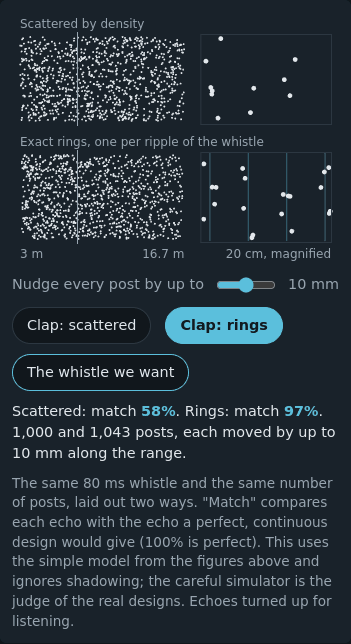 Scattered by density
Exact rings, one per ripple of the whistle
3 m 16.7 m 20 cm, magnified
Nudge every post by up to 10 mm
Clap: scattered Clap: rings
The whistle we want
Scattered: match 58%. Rings: match 97%.
1,000 and 1,043 posts, each moved by up to
10 mm along the range.
The same 80 ms whistle and the same number
of posts, laid out two ways. "Match" compares
each echo with the echo a perfect, continuous
design would give (100% is perfect). This uses
the simple model from the figures above and
ignores shadowing; the careful simulator is the
judge of the real designs. Echoes turned up for
listening.